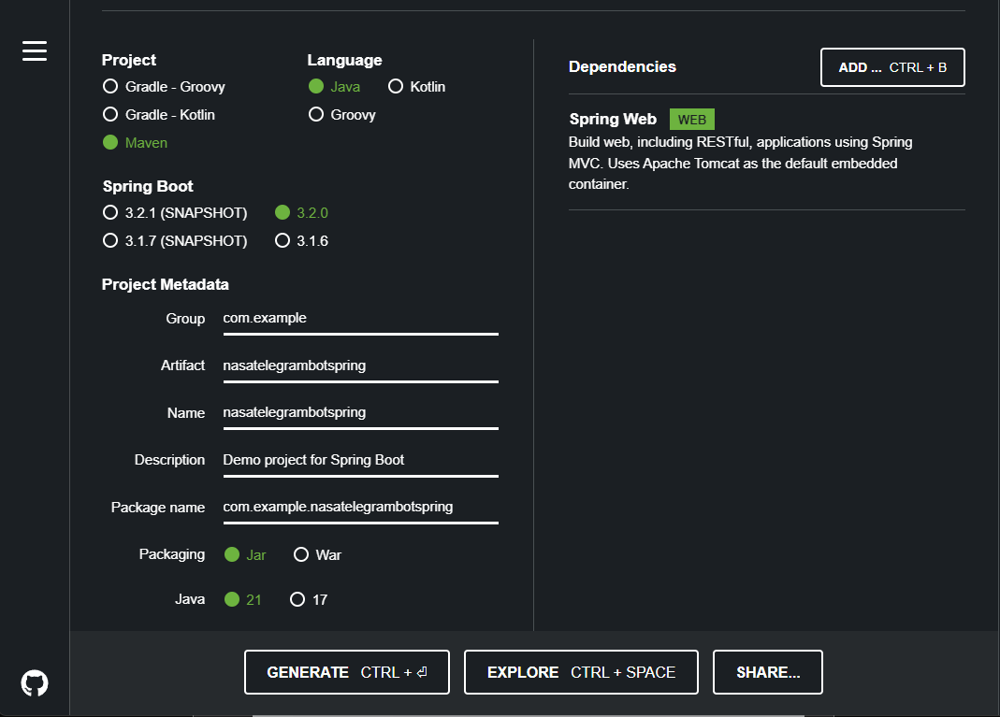 Project
Gradle - Groovy
Gradle - Kotlin
Maven
Language
Java Kotlin
Groovy
Spring Boot
3.2.1 (SNAPSHOT) 3.2.0
3.1.7 (SNAPSHOT) 3.1.6
Project Metadata
Group com.example
Artifact nasatelegrambotspring
Name nasatelegrambotspring
Description Demo project for Spring Boot
Package name com.example.nasatelegrambotspring
Packaging Jar War
Java 21 17
Dependencies
ADD ... CTRL + B
Spring Web WEB
Build web, including RESTful, applications using Spring
MVC. Uses Apache Tomcat as the default embedded
container.
GENERATE CTRL + ⏎
EXPLORE CTRL + SPACE
SHARE...